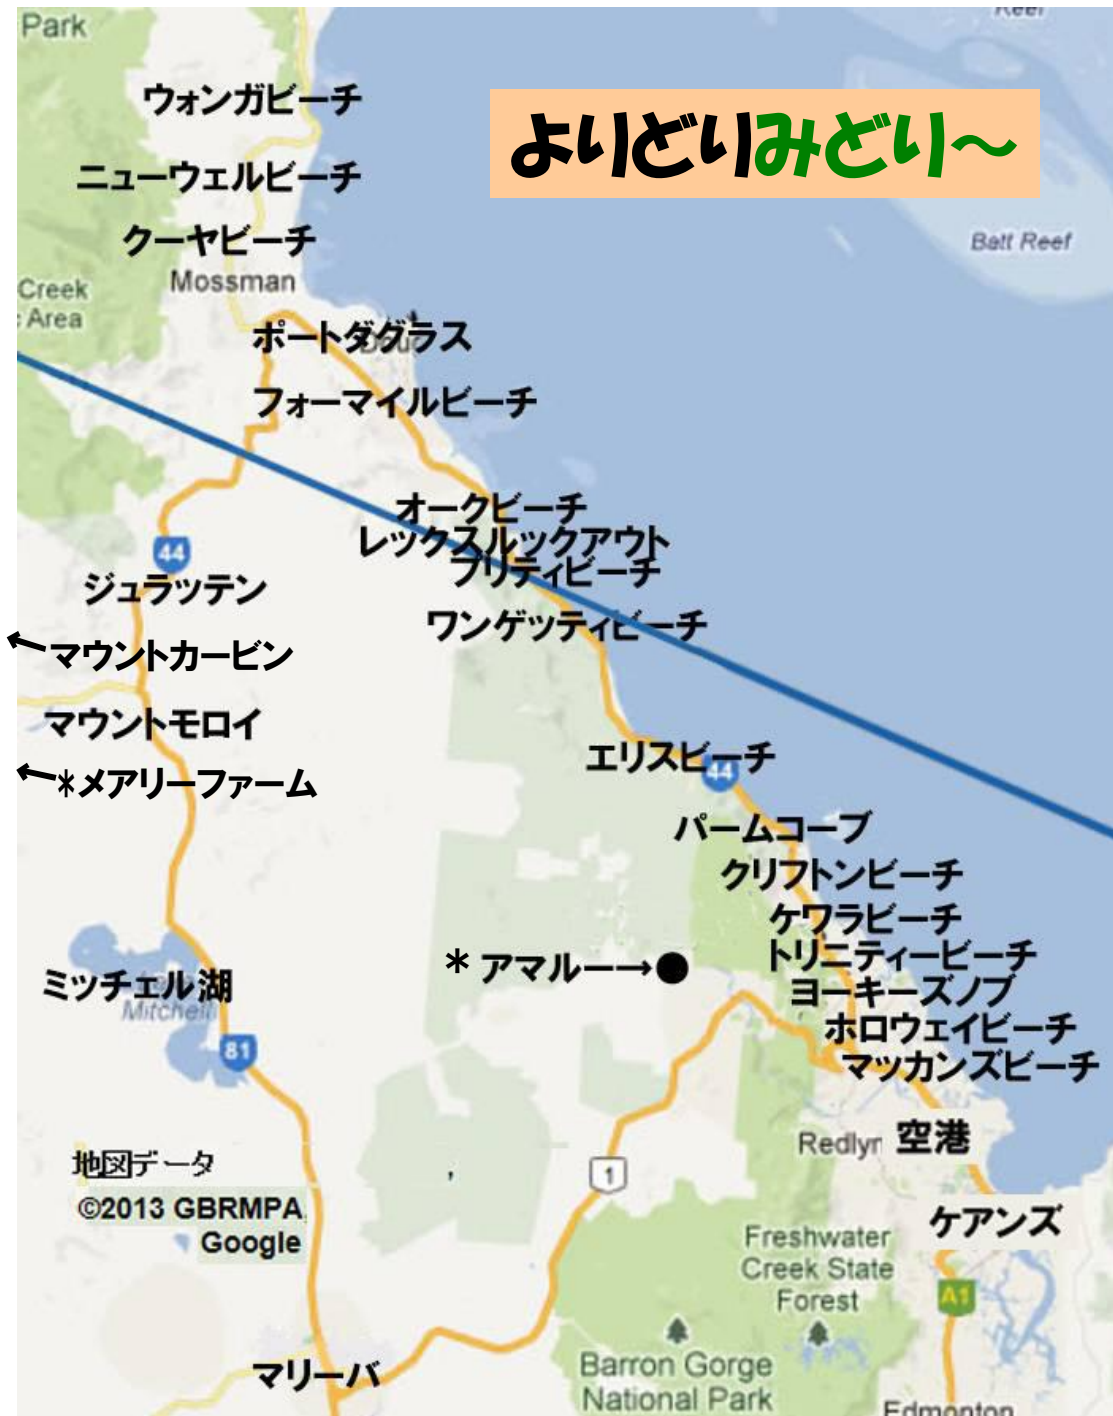 Park
Reef
ウォンガビーチ
よりどりみどり～
ニューウェルビーチ
クーヤビーチ
Batt Reef
Mossman
Creek
Area
ポートダグラス
フォーマイルビーチ
オークビーチ
レックスルックアウト
プリティビーチ
44
ジュラッテン
ワンゲッティビーチ
←マウントカービン
マウントモロイ
エリスビーチ
44
←*メアリーファーム
パームコーブ
クリフトンビーチ
ケワラビーチ
トリニティービーチ
* アマルー→●
ヨーキーズノブ
ミッチェル湖
Mitchell
ホロウェイビーチ
81
マッカンズビーチ
Redlyn
空港
地図データ
©2013 GBRMPA,
Google
1
ケアンズ
Freshwater
Creek State
Forest
A1
マリーバ
Barron Gorge
National Park
Edmonton